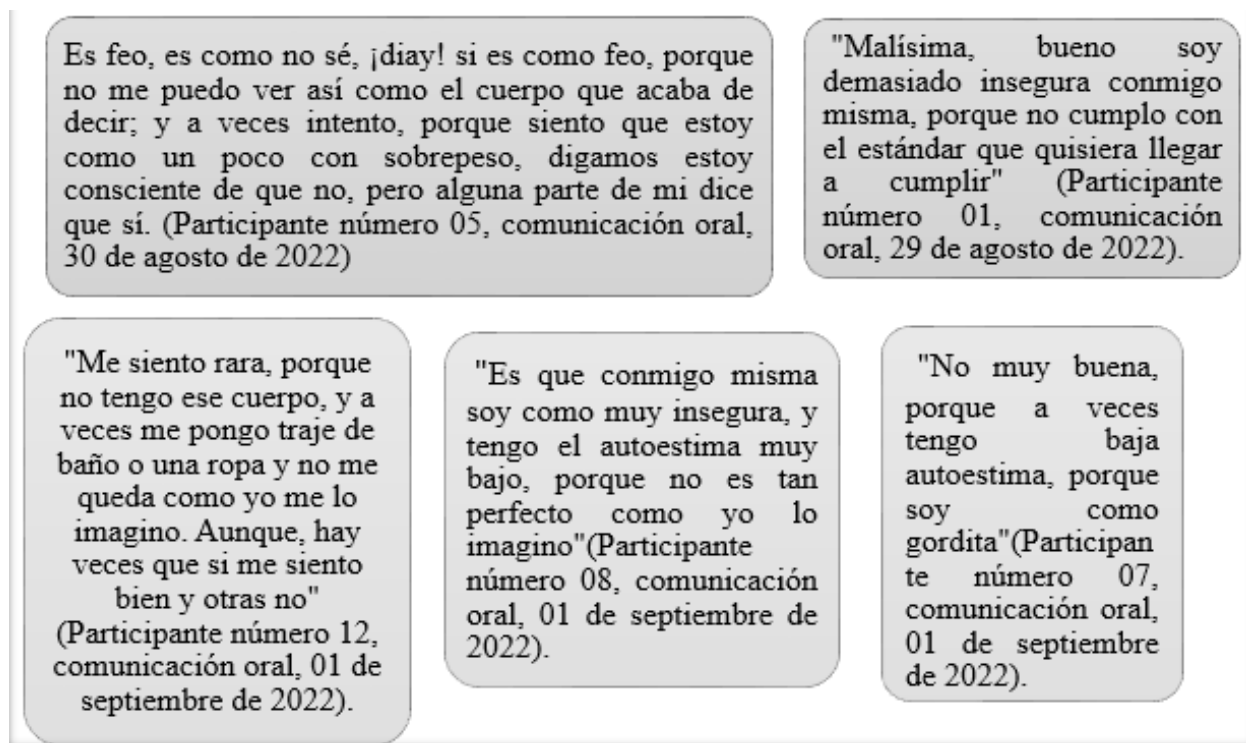 Es feo, es como no sé, ¡diay! si es como feo, porque
no me puedo ver así como el cuerpo que acaba de
decir; y a veces intento, porque siento que estoy
como un poco con sobrepeso, digamos estoy
consciente de que no, pero alguna parte de mi dice
que sí. (Participante número 05, comunicación oral,
30 de agosto de 2022)
"Malísima, bueno soy
demasiado insegura conmigo
misma, porque no cumplo con
el estándar que quisiera llegar
a cumplir" (Participante
número 01, comunicación
oral, 29 de agosto de 2022).
"Me siento rara, porque
no tengo ese cuerpo, y a
veces me pongo traje de
baño o una ropa y no me
queda como yo me lo
imagino. Aunque, hay
veces que si me siento
bien y otras no"
(Participante número 12,
comunicación oral, 01 de
septiembre de 2022).
"Es que conmigo misma
soy como muy insegura, y
tengo el autoestima muy
bajo, porque no es tan
perfecto como yo lo
imagino"(Participante
número 08, comunicación
oral, 01 de septiembre de
2022).
"No muy buena,
porque a veces
tengo baja
autoestima, porque
soy como
gordita"(Participan
te número 07,
comunicación oral,
01 de septiembre
de 2022).